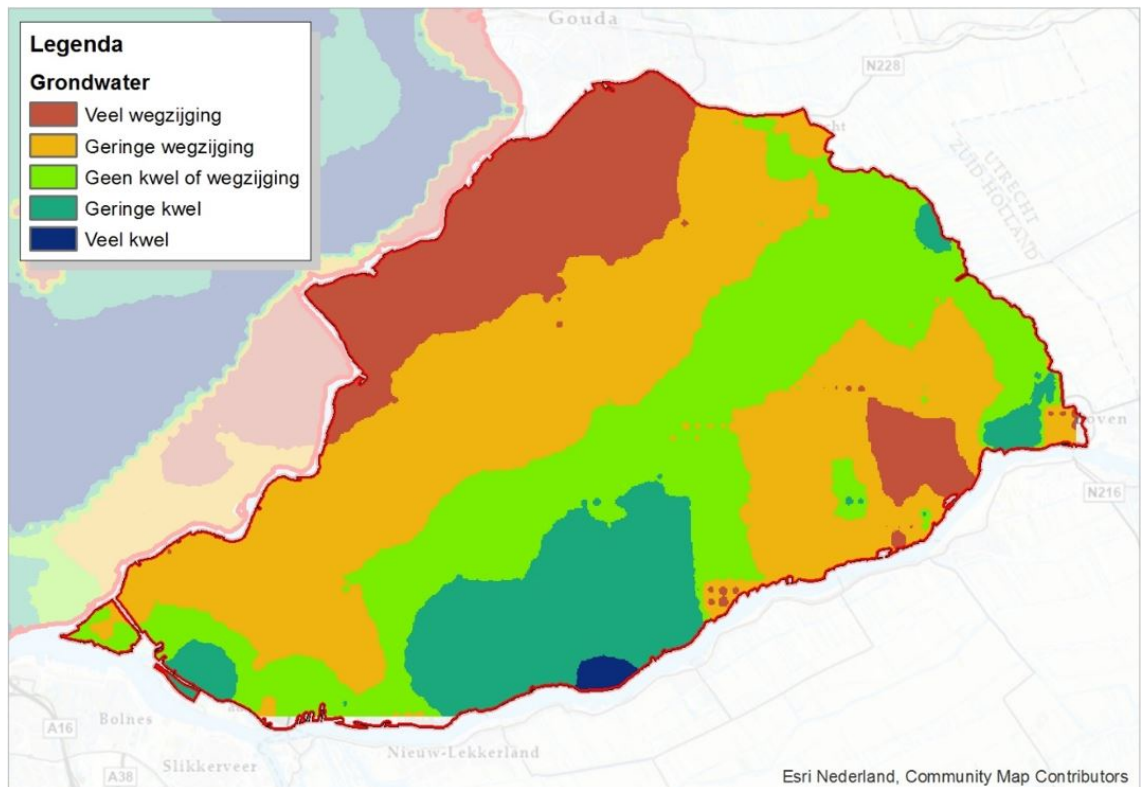 Gouda
Legenda
Grondwater
Veel wegzijging
Geringe wegzijging
Geen kwel of wegzijging
Geringe kwel
Veel kwel
N228
UTRECHT
ZUID HOLLAND
N216
A16
Bolnes
Nieuw-Lekkerland
Slikkerveer
A38
Esri Nederland, Community Map Contributors